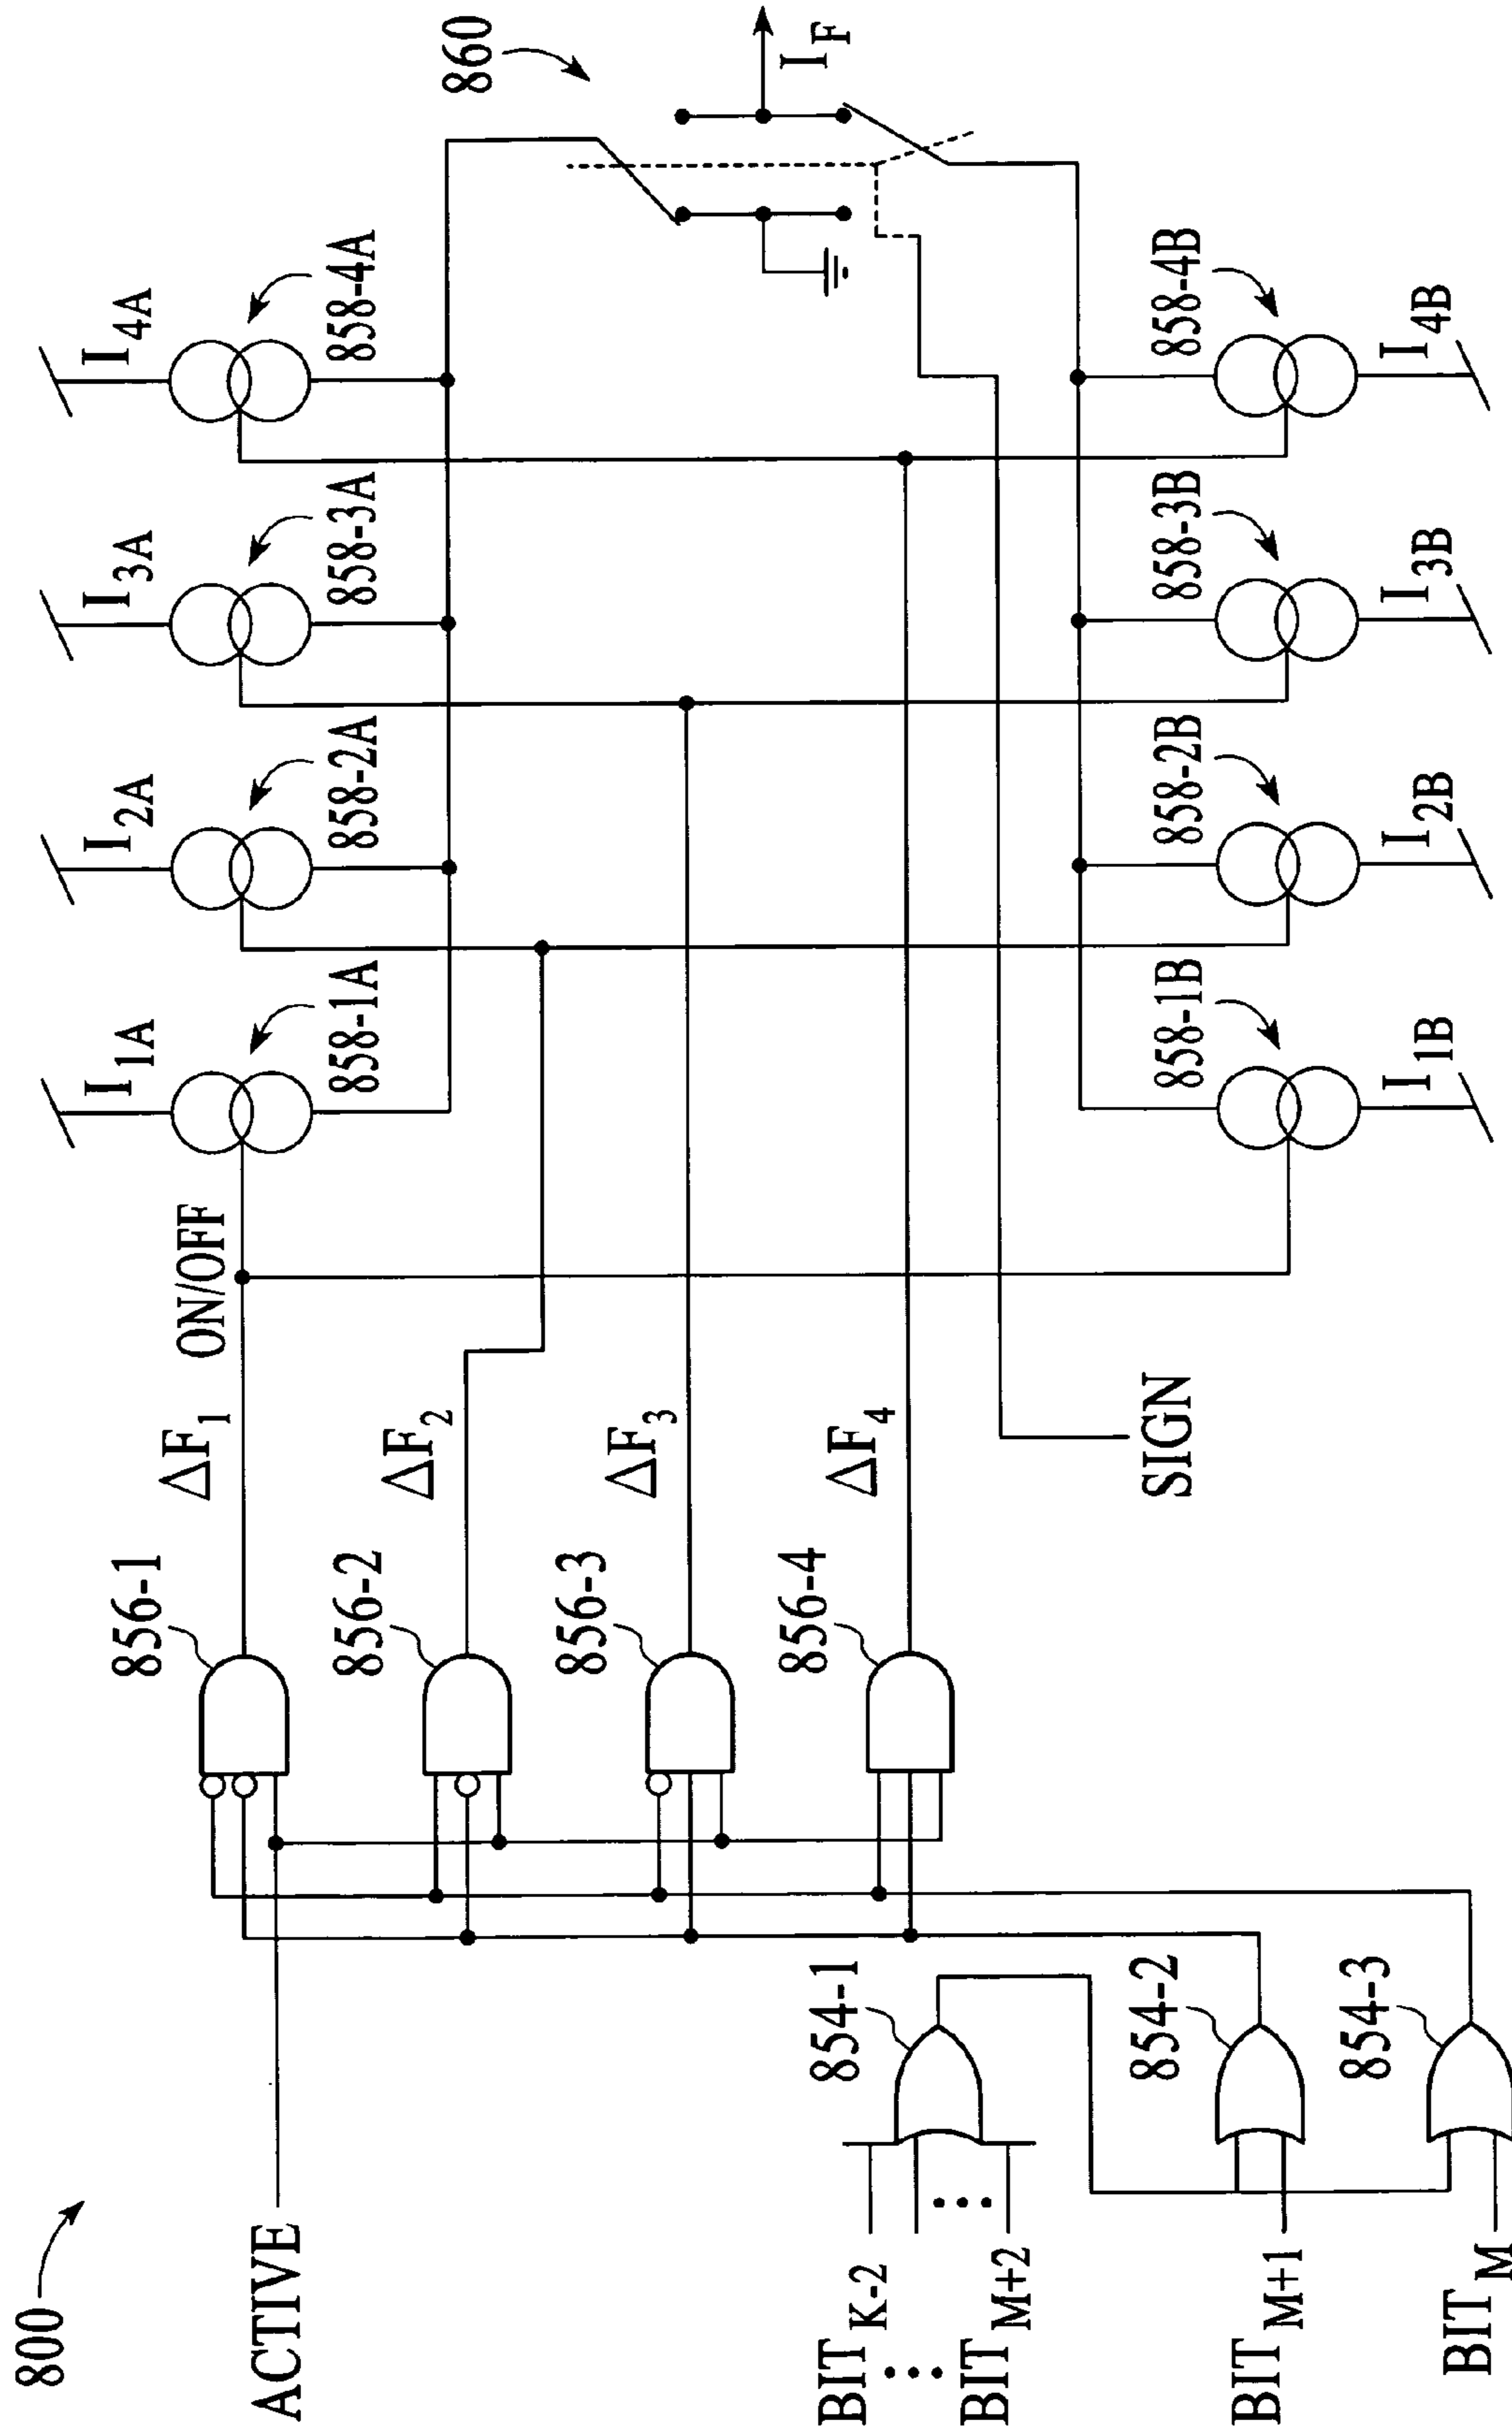 800
ACTIVE
BIT K-2
BIT M+2
BIT M+1
BIT M
854-1
854-2
854-3
856-1
856-2
856-3
856-4
ΔF1
ΔF2
ΔF3
ΔF4
ON/OFF
SIGN
I1A
I2A
I3A
I4A
858-1A
858-2A
858-3A
858-4A
858-1B
858-2B
858-3B
858-4B
I1B
I2B
I3B
I4B
860
IF